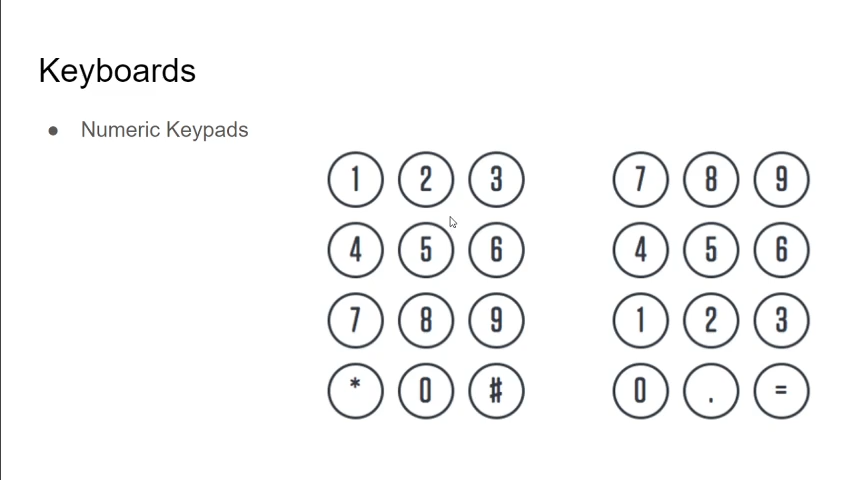 Keyboards
● Numeric Keypads
1 2 3
4 5 6
7 8 9
* 0 #
7 8 9
4 5 6
1 2 3
0 . =